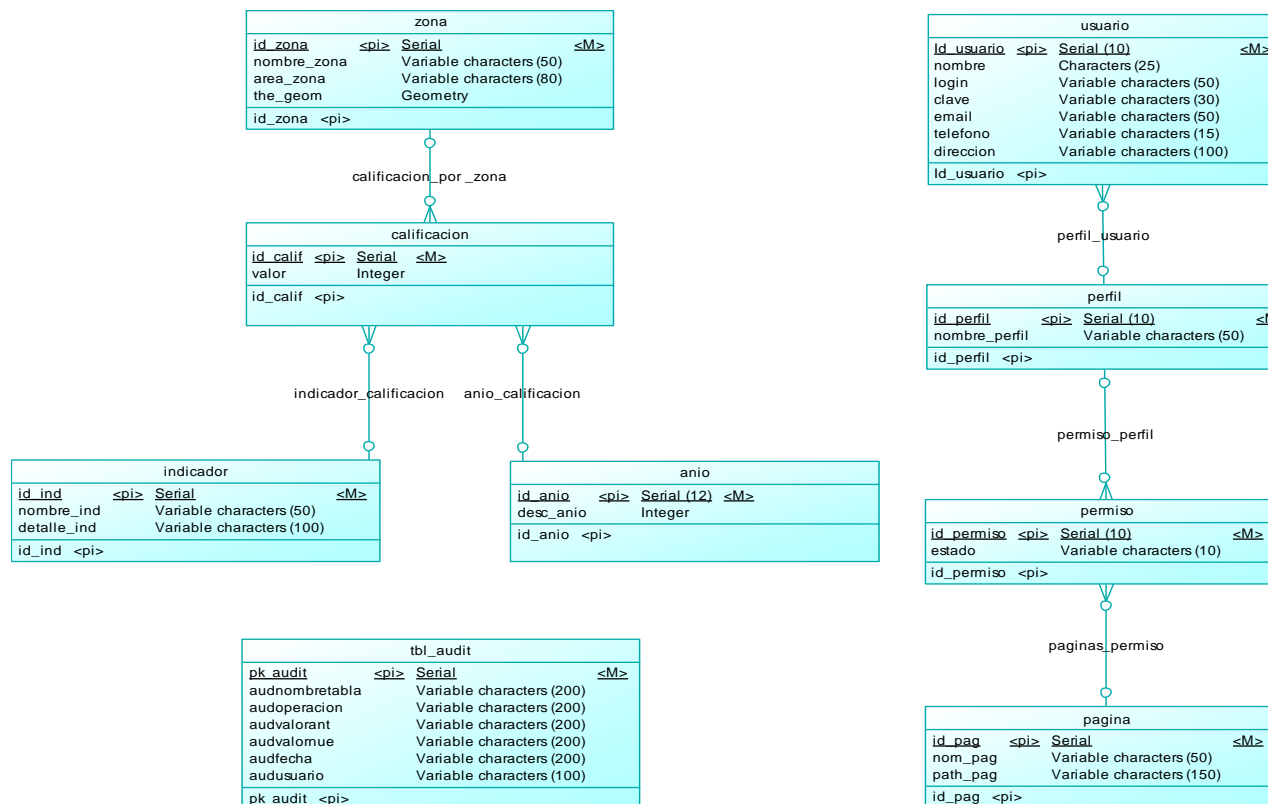 zona
id_zona <pi> Serial <M>
nombre_zona Variable characters (50)
area_zona Variable characters (80)
the_geom Geometry
id_zona <pi>
calificacion_por _zona
calificacion
id_calif <pi> Serial <M>
valor Integer
id_calif <pi>
indicador_calificacion anio_calificacion
indicador
id_ind <pi> Serial <M>
nombre_ind Variable characters (50)
detalle_ind Variable characters (100)
id_ind <pi>
anio
id_anio <pi> Serial (12) <M>
desc_anio Integer
id_anio <pi>
tbl_audit
pk_audit <pi> Serial <M>
audnombretabla Variable characters (200)
audoperacion Variable characters (200)
audvalorant Variable characters (200)
audvalornue Variable characters (200)
audfecha Variable characters (200)
audusuario Variable characters (100)
pk_audit <pi>
usuario
Id_usuario <pi> Serial (10) <M>
nombre Characters (25)
login Variable characters (50)
clave Variable characters (30)
email Variable characters (50)
telefono Variable characters (15)
direccion Variable characters (100)
Id_usuario <pi>
perfil_usuario
perfil
id_perfil <pi> Serial (10) <M
nombre_perfil Variable characters (50)
id_perfil <pi>
permiso_perfil
permiso
id_permiso <pi> Serial (10) <M>
estado Variable characters (10)
id_permiso <pi>
paginas_permiso
pagina
id_pag <pi> Serial <M>
nom_pag Variable characters (50)
path_pag Variable characters (150)
id_pag <pi>